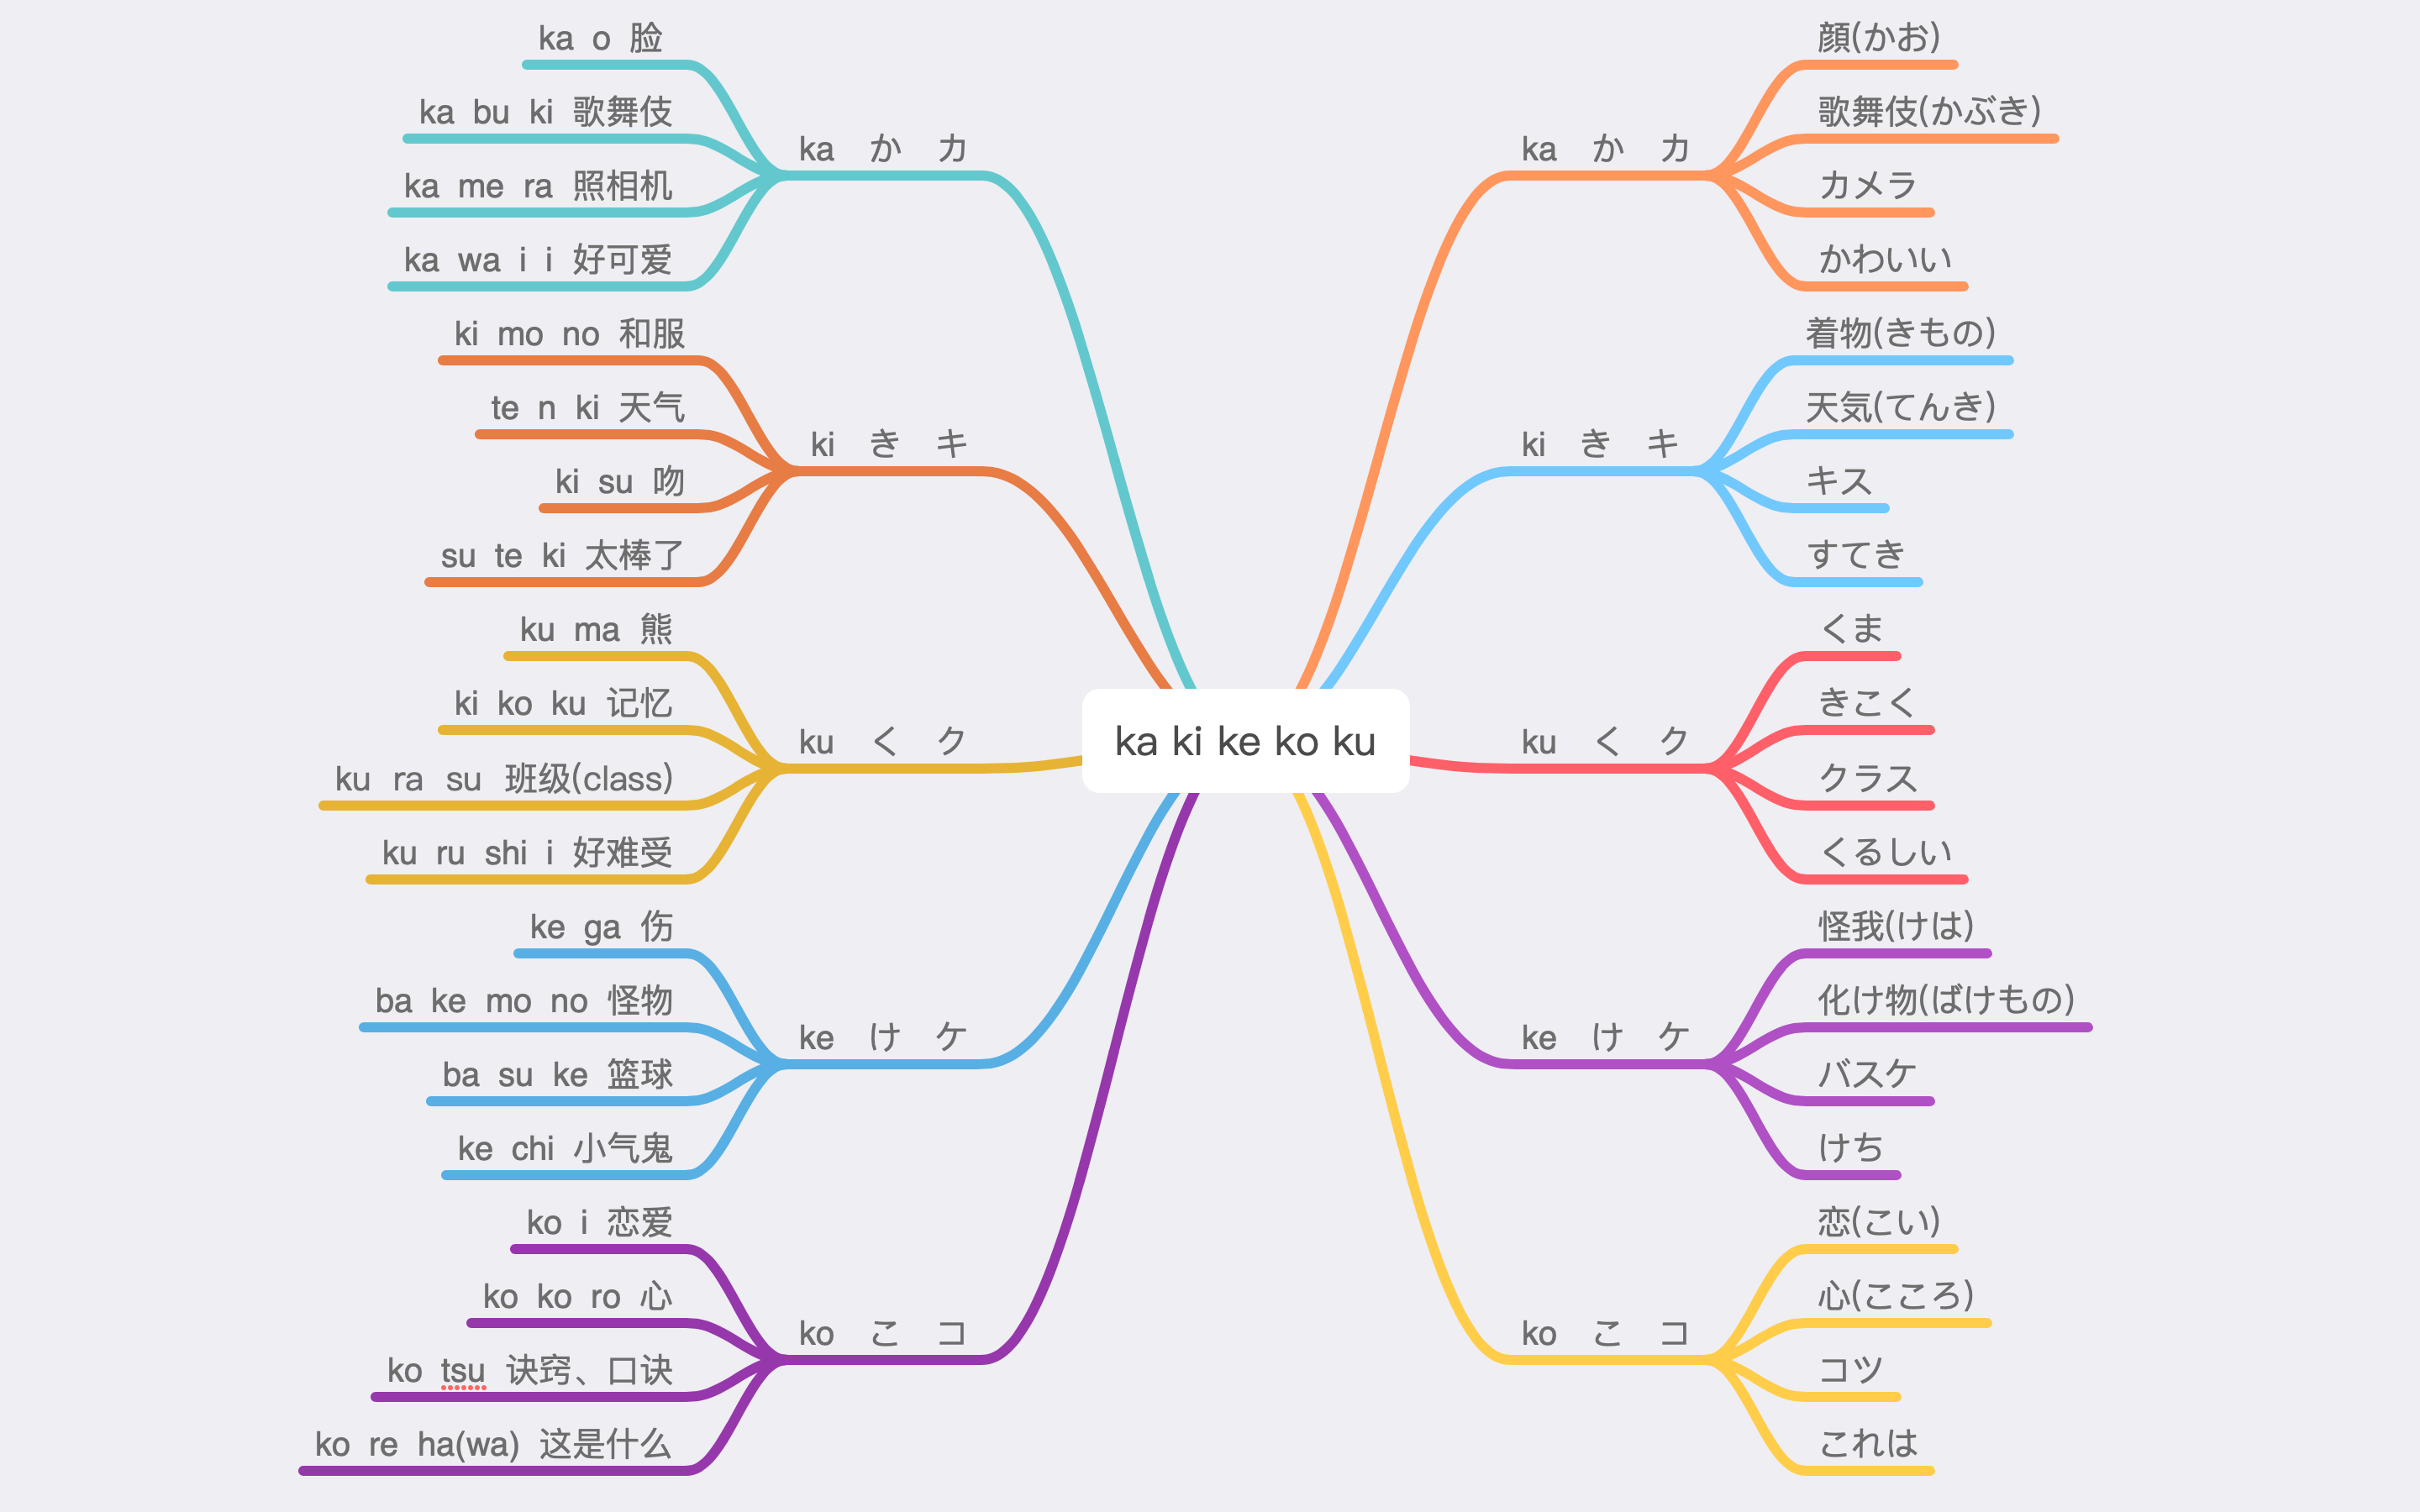 ka ki ke ko ku
ka か カ
ka o 脸
ka bu ki 歌舞伎
ka me ra 照相机
ka wa i i 好可爱
ki き キ
ki mo no 和服
te n ki 天气
ki su 吻
su te ki 太棒了
ku く ク
ku ma 熊
ki ko ku 记忆
ku ra su 班级(class)
ku ru shi i 好难受
ke け ケ
ke ga 伤
ba ke mo no 怪物
ba su ke 篮球
ke chi 小气鬼
ko こ コ
ko i 恋爱
ko ko ro 心
ko tsu 诀窍、口诀
ko re ha(wa) 这是什么
ka か カ
顔(かお)
歌舞伎(かぶき)
カメラ
かわいい
ki き キ
着物(きもの)
天気(てんき)
キス
すてき
ku く ク
くま
きこく
クラス
くるしい
ke け ケ
怪我(けは)
化け物(ばけもの)
バスケ
けち
ko こ コ
恋(こい)
心(こころ)
コツ
これは